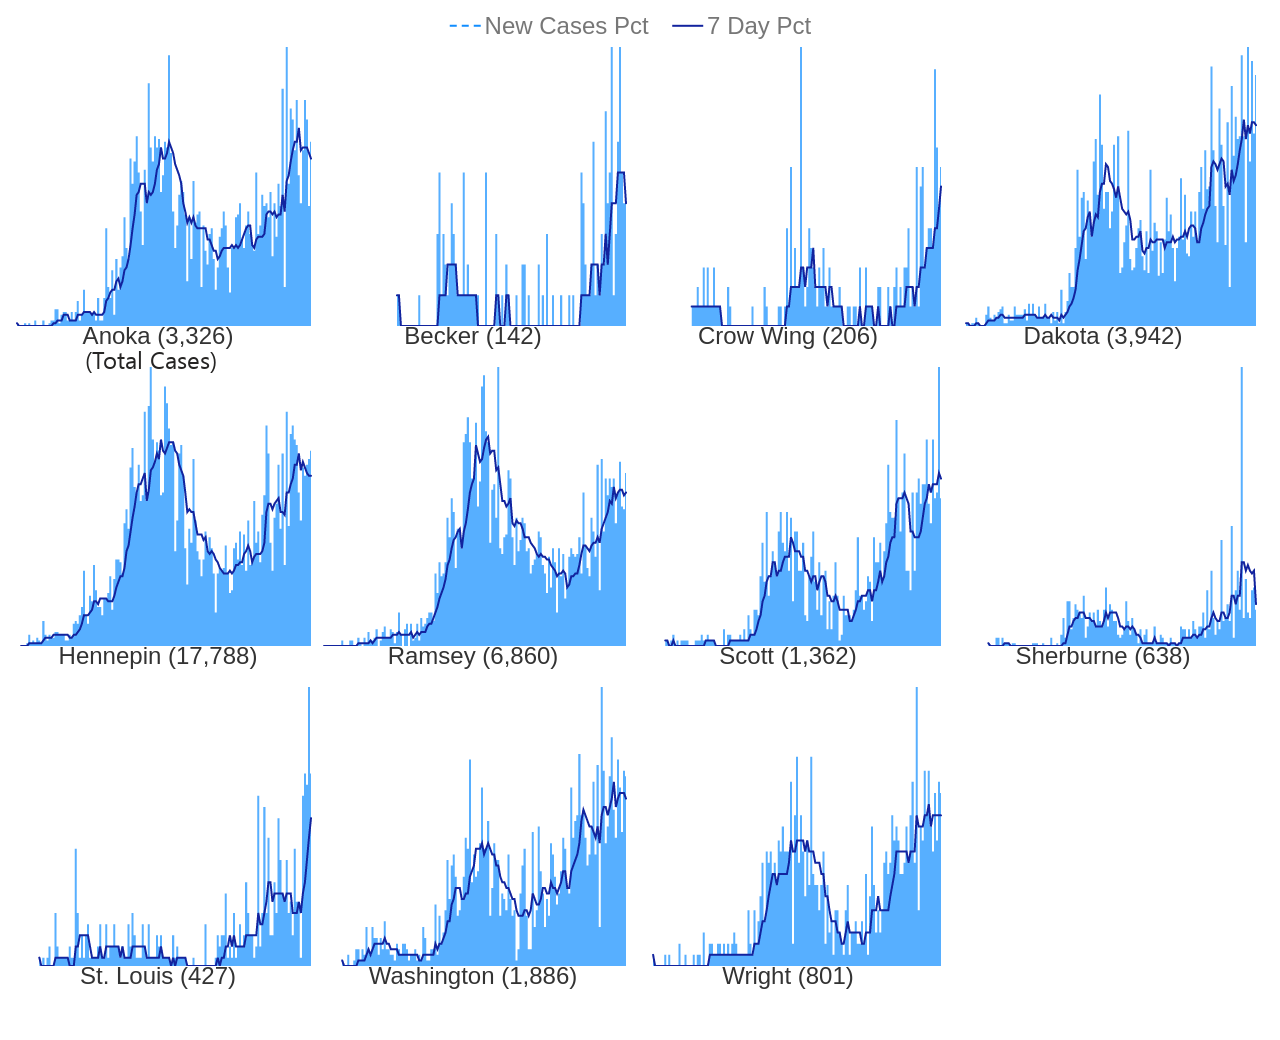 New Cases Pct 7 Day Pct
Anoka (3,326) Becker (142) Crow Wing (206) Dakota (3,942)
(Total Cases)
Hennepin (17,788) Ramsey (6,860) Scott (1,362) Sherburne (638)
St. Louis (427) Washington (1,886) Wright (801)